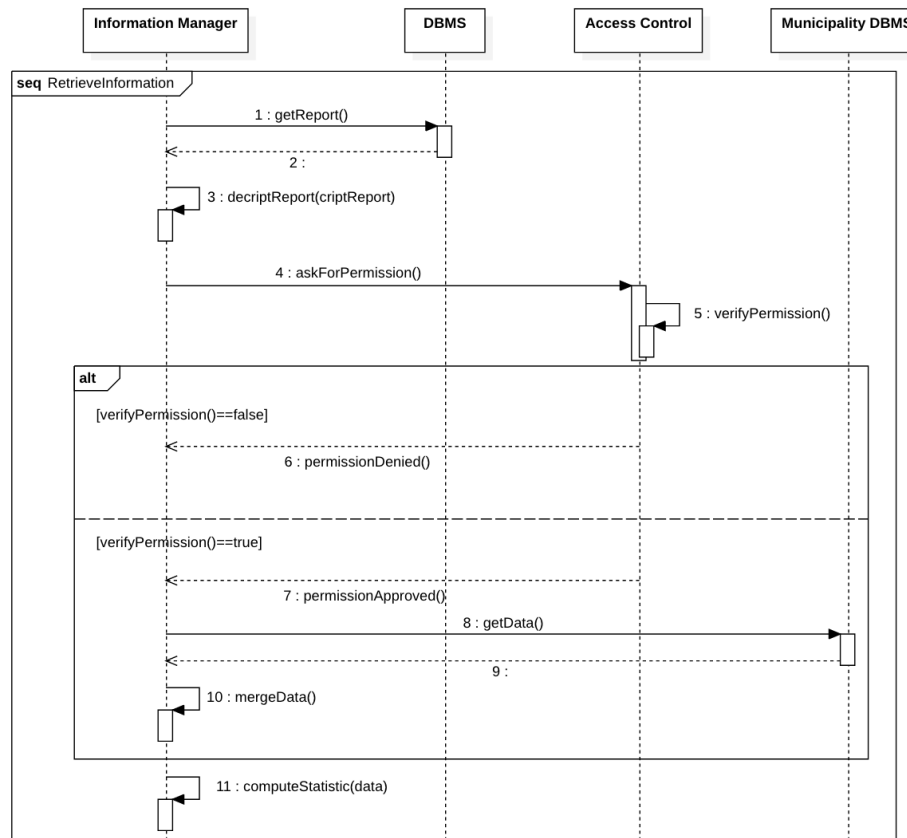 Information Manager
DBMS
Access Control
Municipality DBMS
seq RetrieveInformation
1 : getReport()
2 :
3 : decriptReport(criptReport)
4 : askForPermission()
5 : verifyPermission()
alt
[verifyPermission()==false]
6 : permissionDenied()
[verifyPermission()==true]
7 : permissionApproved()
8 : getData()
9 :
10 : mergeData()
11 : computeStatistic(data)